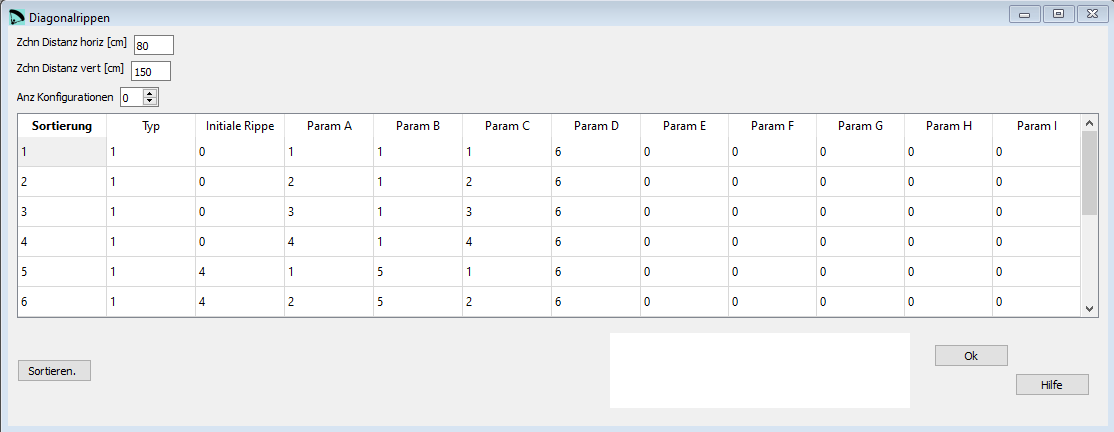 Diagonalrippen
Zchn Distanz horiz [cm] 80
Zchn Distanz vert [cm] 150
Anz Konfigurationen 0
Sortierung Typ Initiale Rippe Param A Param B Param C Param D Param E Param F Param G Param H Param I
1 1 0 1 1 1 6 0 0 0 0 0
2 1 0 2 1 2 6 0 0 0 0 0
3 1 0 3 1 3 6 0 0 0 0 0
4 1 0 4 1 4 6 0 0 0 0 0
5 1 4 1 5 1 6 0 0 0 0 0
6 1 4 2 5 2 6 0 0 0 0 0
Sortieren. Ok
Hilfe